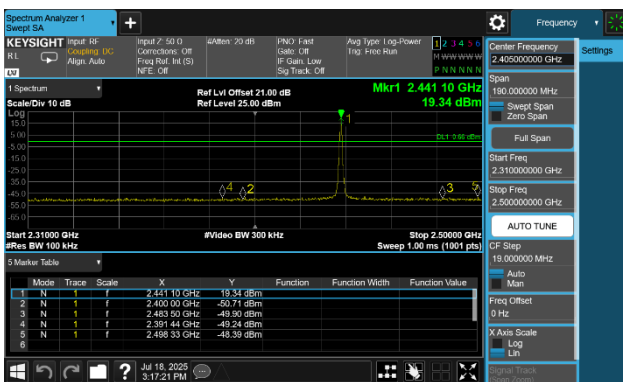 Spectrum Analyzer 1
Swept SA
+
Frequency
KEYSIGHT
Input: RF
Input Z: 50 Ω
#Atten: 20 dB
PNO: Fast
Avg Type: Log-Power
1 2 3 4 5 6
RL
Coupling: DC
Corrections: Off
Gate: Off
Trig: Free Run
M W W W W W
Align: Auto
Freq Ref: Int (S)
IF Gain: Low
NFE: Off
Sig Track: Off
P N N N N N
LXI
1 Spectrum
Ref Lvl Offset 21.00 dB
Mkr1 2.441 10 GHz
Scale/Div 10 dB
Ref Level 25.00 dBm
19.34 dBm
Log
15.0
5.00
-5.00
-15.0
-25.0
-35.0
-45.0
-55.0
-65.0
1
4
2
3
5
Start 2.31000 GHz
#Video BW 300 kHz
Stop 2.50000 GHz
#Res BW 100 kHz
Sweep 1.00 ms (1001 pts)
5 Marker Table
Mode Trace Scale X Y Function Function Width Function Value
1 N 1 f 2.441 10 GHz 19.34 dBm
2 N 1 f 2.400 00 GHz -50.71 dBm
3 N 1 f 2.483 50 GHz -49.90 dBm
4 N 1 f 2.391 44 GHz -49.24 dBm
5 N 1 f 2.498 33 GHz -48.39 dBm
6
Jul 18, 2025
3:17:21 PM
?
Center Frequency
2.405000000 GHz
Settings
Span
190.000000 MHz
Swept Span
Zero Span
Full Span
Start Freq
2.310000000 GHz
Stop Freq
2.500000000 GHz
AUTO TUNE
CF Step
19.000000 MHz
Auto
Man
Freq Offset
0 Hz
X Axis Scale
Log
Lin
Signal Track
(Span Zoom)